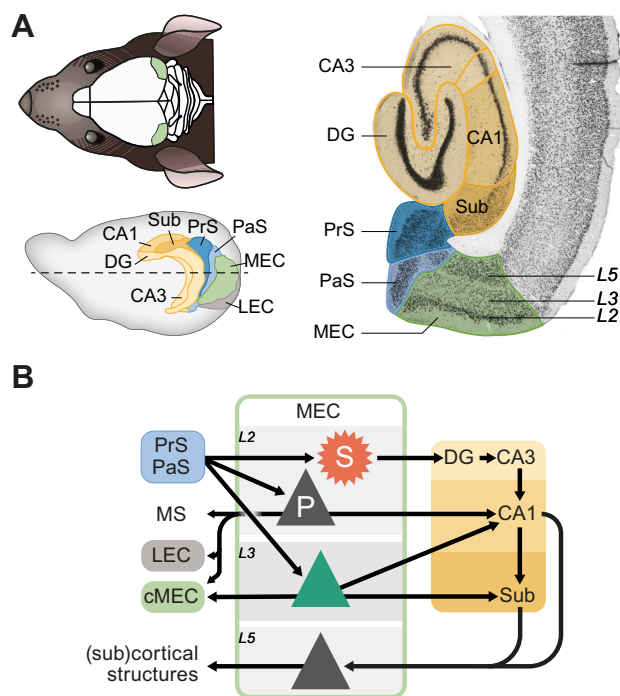 A
CA3
DG
CA1
Sub
PrS
PaS
MEC
L5
L3
L2
Sub
PrS
PaS
CA1
DG
MEC
CA3
LEC
B
MEC
PrS
PaS
L2
S
DG
CA3
P
MS
CA1
LEC
L3
cMEC
Sub
L5
(sub)cortical
structures